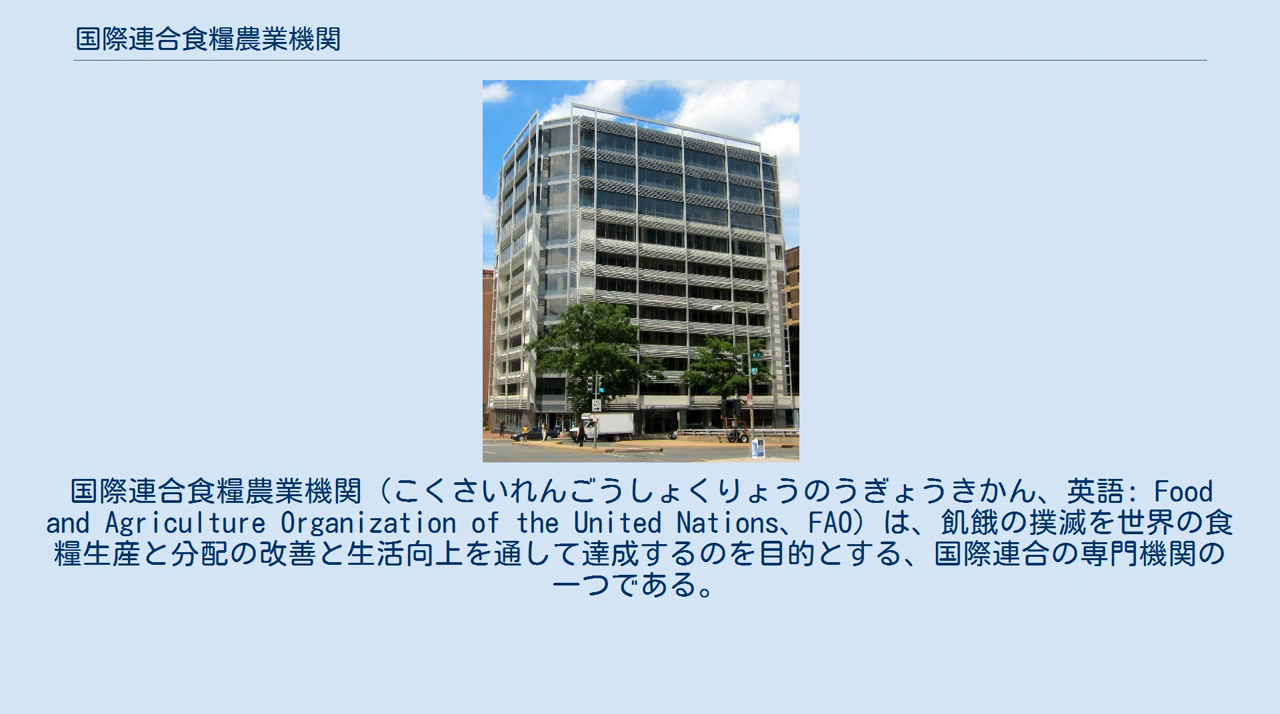 国際連合食糧農業機関
国際連合食糧農業機関（こくさいれんごうしょくりょうのうぎょうきかん、英語: Food
and Agriculture Organization of the United Nations、FAO）は、飢餓の撲滅を世界の食
糧生産と分配の改善と生活向上を通して達成するのを目的とする、国際連合の専門機関の
一つである。